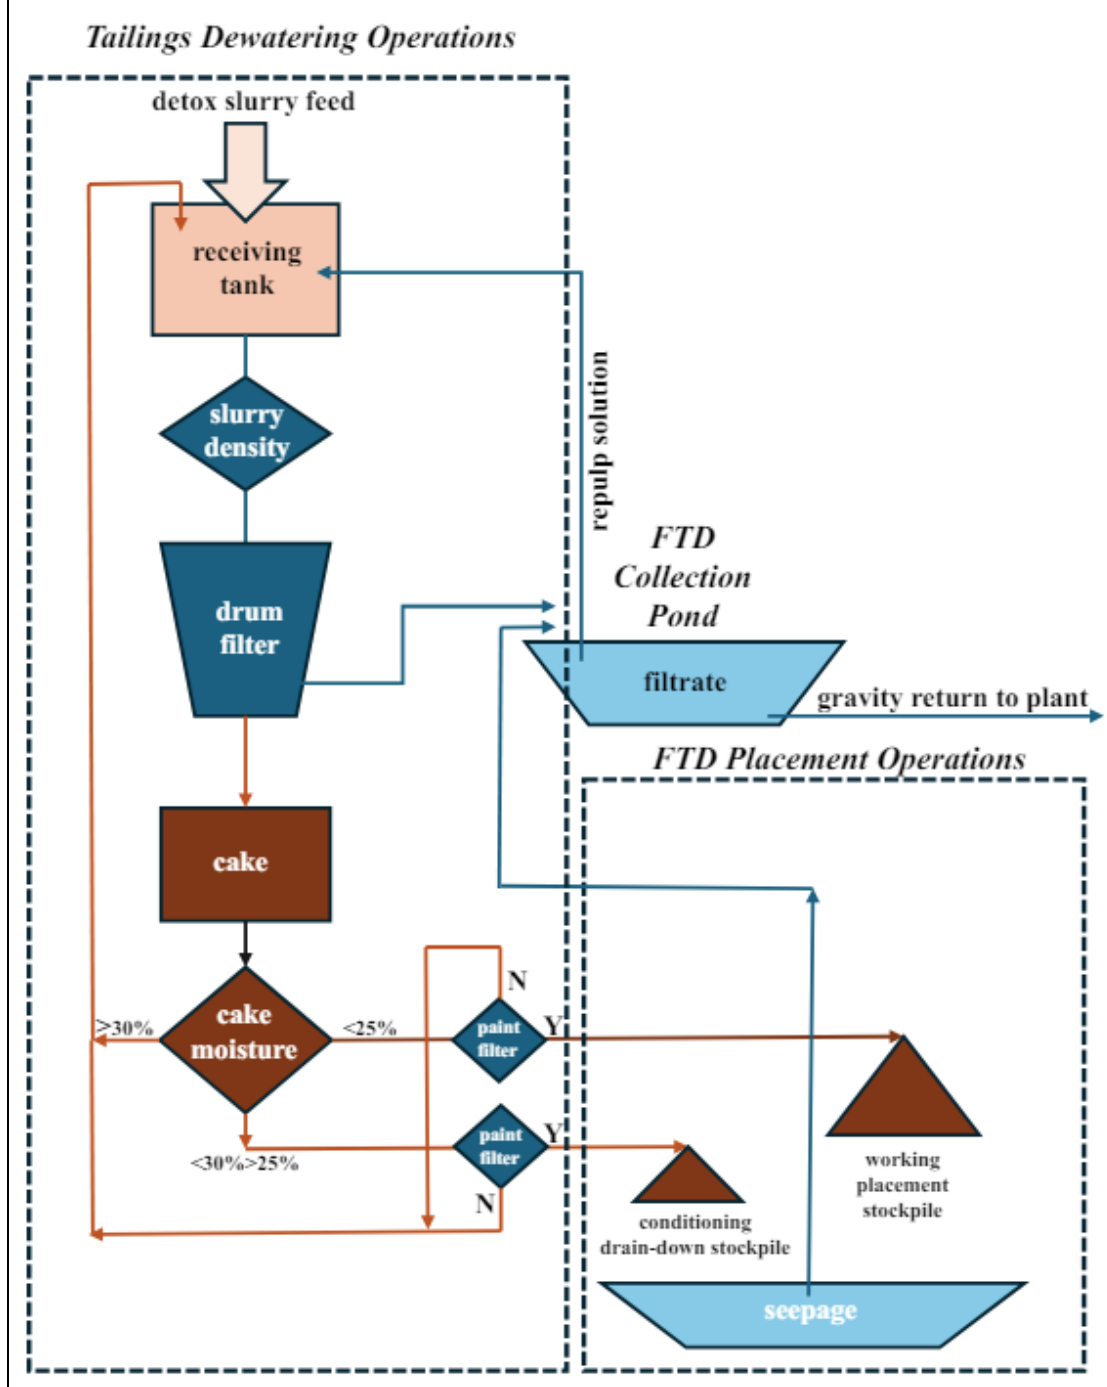 Tailings Dewatering Operations
detox slurry feed
receiving
tank
slurry
density
repulp solution
drum
filter
FTD
Collection
Pond
filtrate
gravity return to plant
FTD Placement Operations
cake
cake
moisture
>30%
<25%
<30%>25%
N
paint
filter
Y
paint
filter
Y
N
working
placement
stockpile
conditioning
drain-down stockpile
seepage